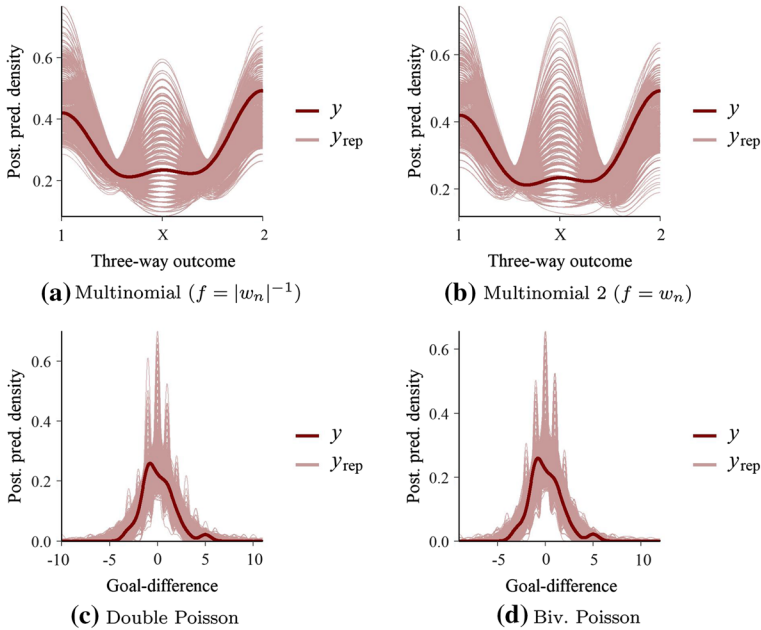 Post. pred. density
0.6
0.4
0.2
1
X
2
Three-way outcome
y
y_rep
(a) Multinomial (f = |w_n|^{-1})
Post. pred. density
0.6
0.4
0.2
1
X
2
Three-way outcome
y
y_rep
(b) Multinomial 2 (f = w_n)
Post. pred. density
0.6
0.4
0.2
0.0
-10
-5
0
5
10
Goal-difference
y
y_rep
(c) Double Poisson
Post. pred. density
0.6
0.4
0.2
0.0
-5
0
5
10
Goal-difference
y
y_rep
(d) Biv. Poisson